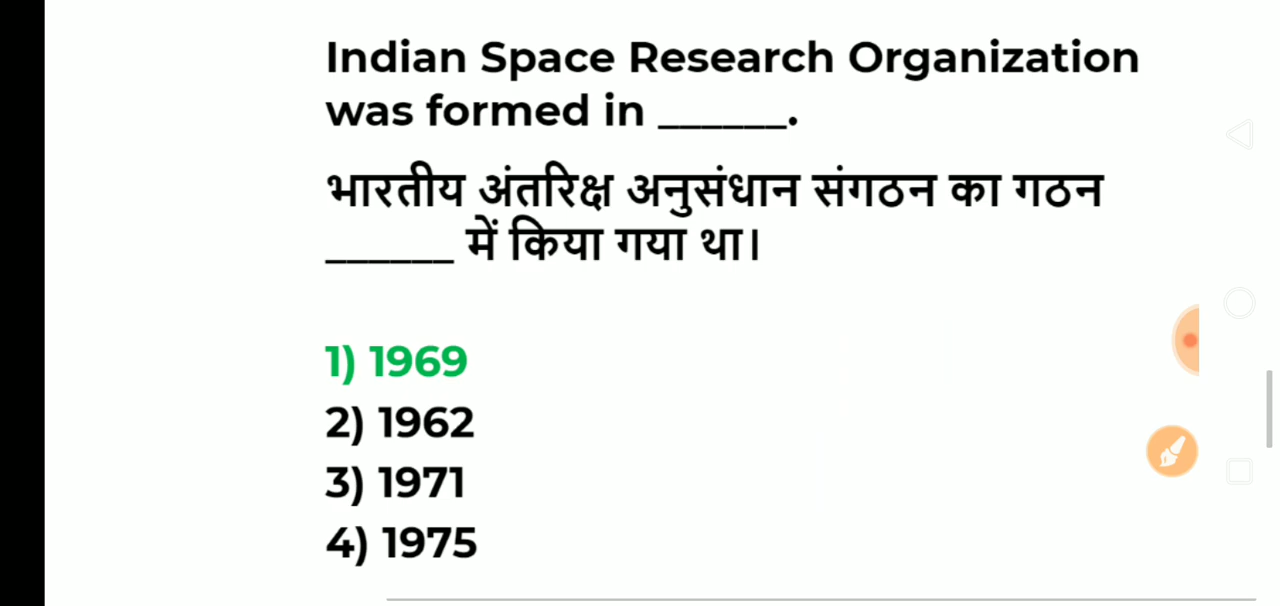 Indian Space Research Organization
was formed in ______.
भारतीय अंतरिक्ष अनुसंधान संगठन का गठन
______ में किया गया था।
1) 1969
2) 1962
3) 1971
4) 1975